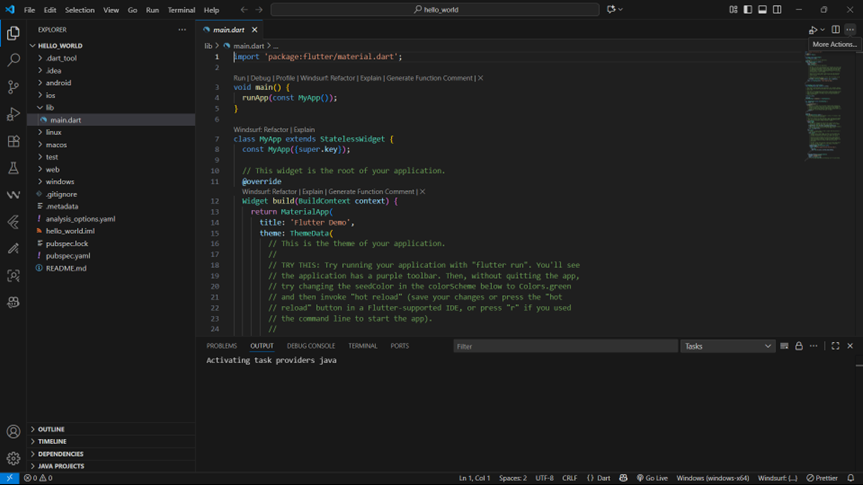 File Edit Selection View Go Run Terminal Help
hello_world
EXPLORER
HELLO_WORLD
.dart_tool
.idea
android
ios
lib
main.dart
linux
macos
test
web
windows
.gitignore
.metadata
analysis_options.yaml
hello_world.iml
pubspec.lock
pubspec.yaml
README.md
OUTLINE
TIMELINE
DEPENDENCIES
JAVA PROJECTS
main.dart
More Actions...
lib > main.dart > ...
1 import 'package:flutter/material.dart';
2
Run | Debug | Profile | Windsurf: Refactor | Explain | Generate Function Comment | X
3 void main() {
4 runApp(const MyApp());
5 }
6
Windsurf: Refactor | Explain
7 class MyApp extends StatelessWidget {
8 const MyApp({super.key});
9
10 // This widget is the root of your application.
11 @override
Windsurf: Refactor | Explain | Generate Function Comment | X
12 Widget build(BuildContext context) {
13 return MaterialApp(
14 title: 'Flutter Demo',
15 theme: ThemeData(
16 // This is the theme of your application.
17 //
18 // TRY THIS: Try running your application with "flutter run". You'll see
19 // the application has a purple toolbar. Then, without quitting the app,
20 // try changing the seedColor in the colorScheme below to Colors.green
21 // and then invoke "hot reload" (save your changes or press the "hot
22 // reload" button in a Flutter-supported IDE, or press "r" if you used
23 // the command line to start the app).
24 //
PROBLEMS OUTPUT DEBUG CONSOLE TERMINAL PORTS
Filter
Tasks
Activating task providers java
0 0
Ln 1, Col 1 Spaces: 2 UTF-8 CRLF {} Dart Go Live Windows (windows-x64) Windsurf: {...} Prettier